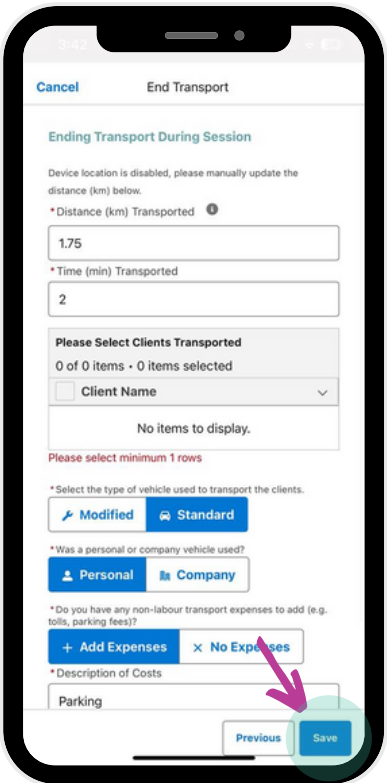 3:42
Cancel End Transport
Ending Transport During Session
Device location is disabled, please manually update the
distance (km) below.
*Distance (km) Transported
1.75
*Time (min) Transported
2
Please Select Clients Transported
0 of 0 items • 0 items selected
Client Name
No items to display.
Please select minimum 1 rows
*Select the type of vehicle used to transport the clients.
Modified Standard
*Was a personal or company vehicle used?
Personal Company
*Do you have any non-labour transport expenses to add (e.g.
tolls, parking fees)?
+ Add Expenses × No Expenses
*Description of Costs
Parking
Previous Save